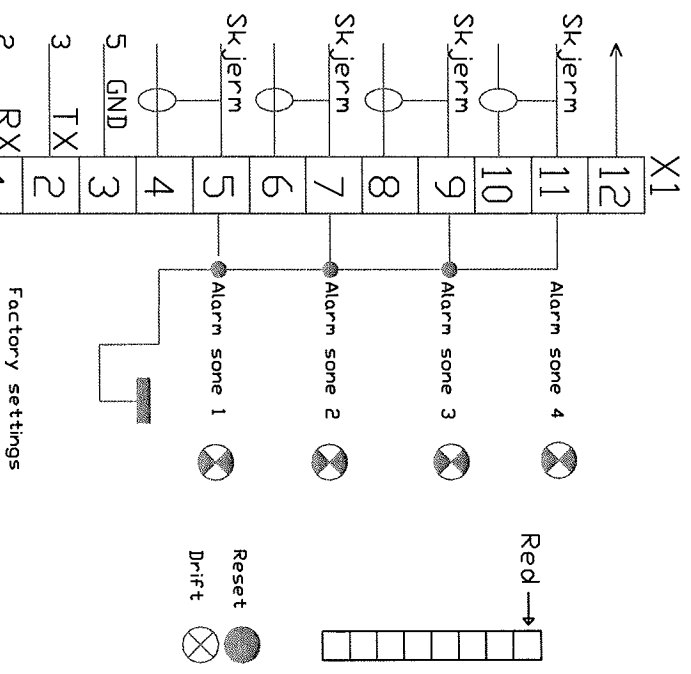 X1
12
Skjerm 11 Alarm sone 4
Red
10
Skjerm 9 Alarm sone 3
8
Skjerm 7 Alarm sone 2
6
Skjerm 5 Alarm sone 1
Reset
Drift
4
5 GND 3
3 TX 2
2 RX 1
Factory settings